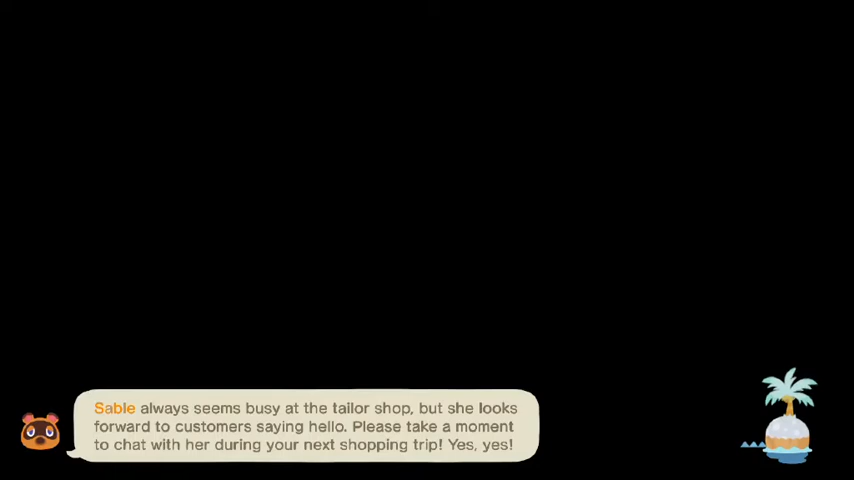 Sable always seems busy at the tailor shop, but she looks
forward to customers saying hello. Please take a moment
to chat with her during your next shopping trip! Yes, yes!